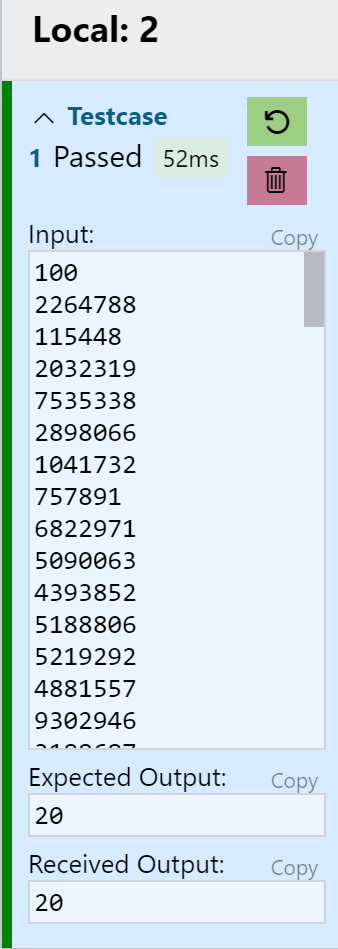 Local: 2
Testcase
1 Passed 52ms
Input:
Copy
100
2264788
115448
2032319
7535338
2898066
1041732
757891
6822971
5090063
4393852
5188806
5219292
4881557
9302946
Expected Output:
Copy
20
Received Output:
Copy
20